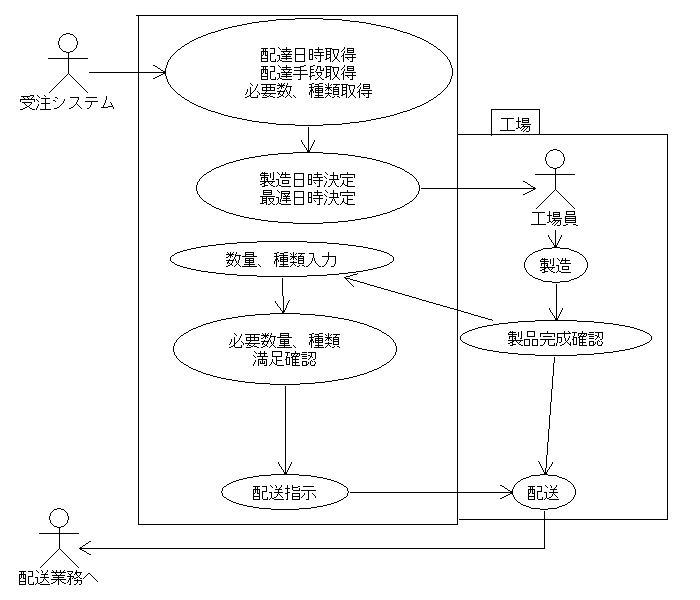 配達日時取得
配達手段取得
必要数、種類取得
受注システム
工場
製造日時決定
最遅日時決定
工場員
数量、種類入力
製造
必要数量、種類
満足確認
製品完成確認
配送指示
配送
配送業務へ